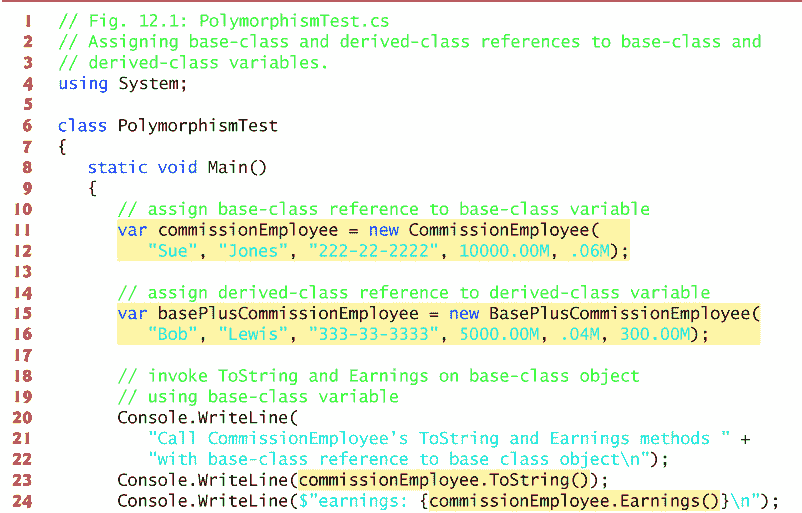 1 // Fig. 12.1: PolymorphismTest.cs
2 // Assigning base-class and derived-class references to base-class and
3 // derived-class variables.
4 using System;
5
6 class PolymorphismTest
7 {
8 static void Main()
9 {
10 // assign base-class reference to base-class variable
11 var commissionEmployee = new CommissionEmployee(
12 "Sue", "Jones", "222-22-2222", 10000.00M, .06M);
13
14 // assign derived-class reference to derived-class variable
15 var basePlusCommissionEmployee = new BasePlusCommissionEmployee(
16 "Bob", "Lewis", "333-33-3333", 5000.00M, .04M, 300.00M);
17
18 // invoke ToString and Earnings on base-class object
19 // using base-class variable
20 Console.WriteLine(
21 "Call CommissionEmployee's ToString and Earnings methods " +
22 "with base-class reference to base class object\n");
23 Console.WriteLine(commissionEmployee.ToString());
24 Console.WriteLine($"earnings: {commissionEmployee.Earnings()}\n");